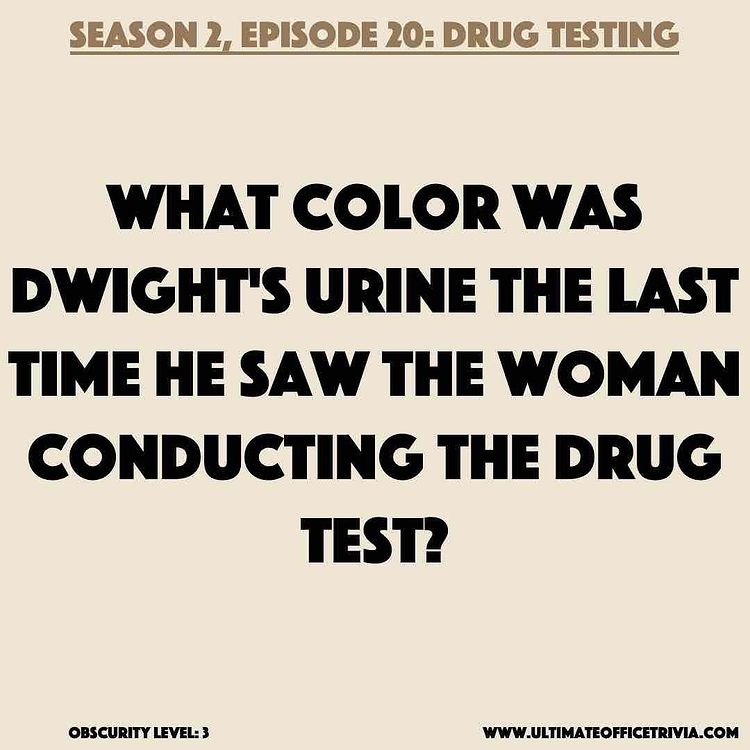 SEASON 2, EPISODE 20: DRUG TESTING
WHAT COLOR WAS
DWIGHT'S URINE THE LAST
TIME HE SAW THE WOMAN
CONDUCTING THE DRUG
TEST?
OBSCURITY LEVEL: 3
WWW.ULTIMATEOFFICETRIVIA.COM